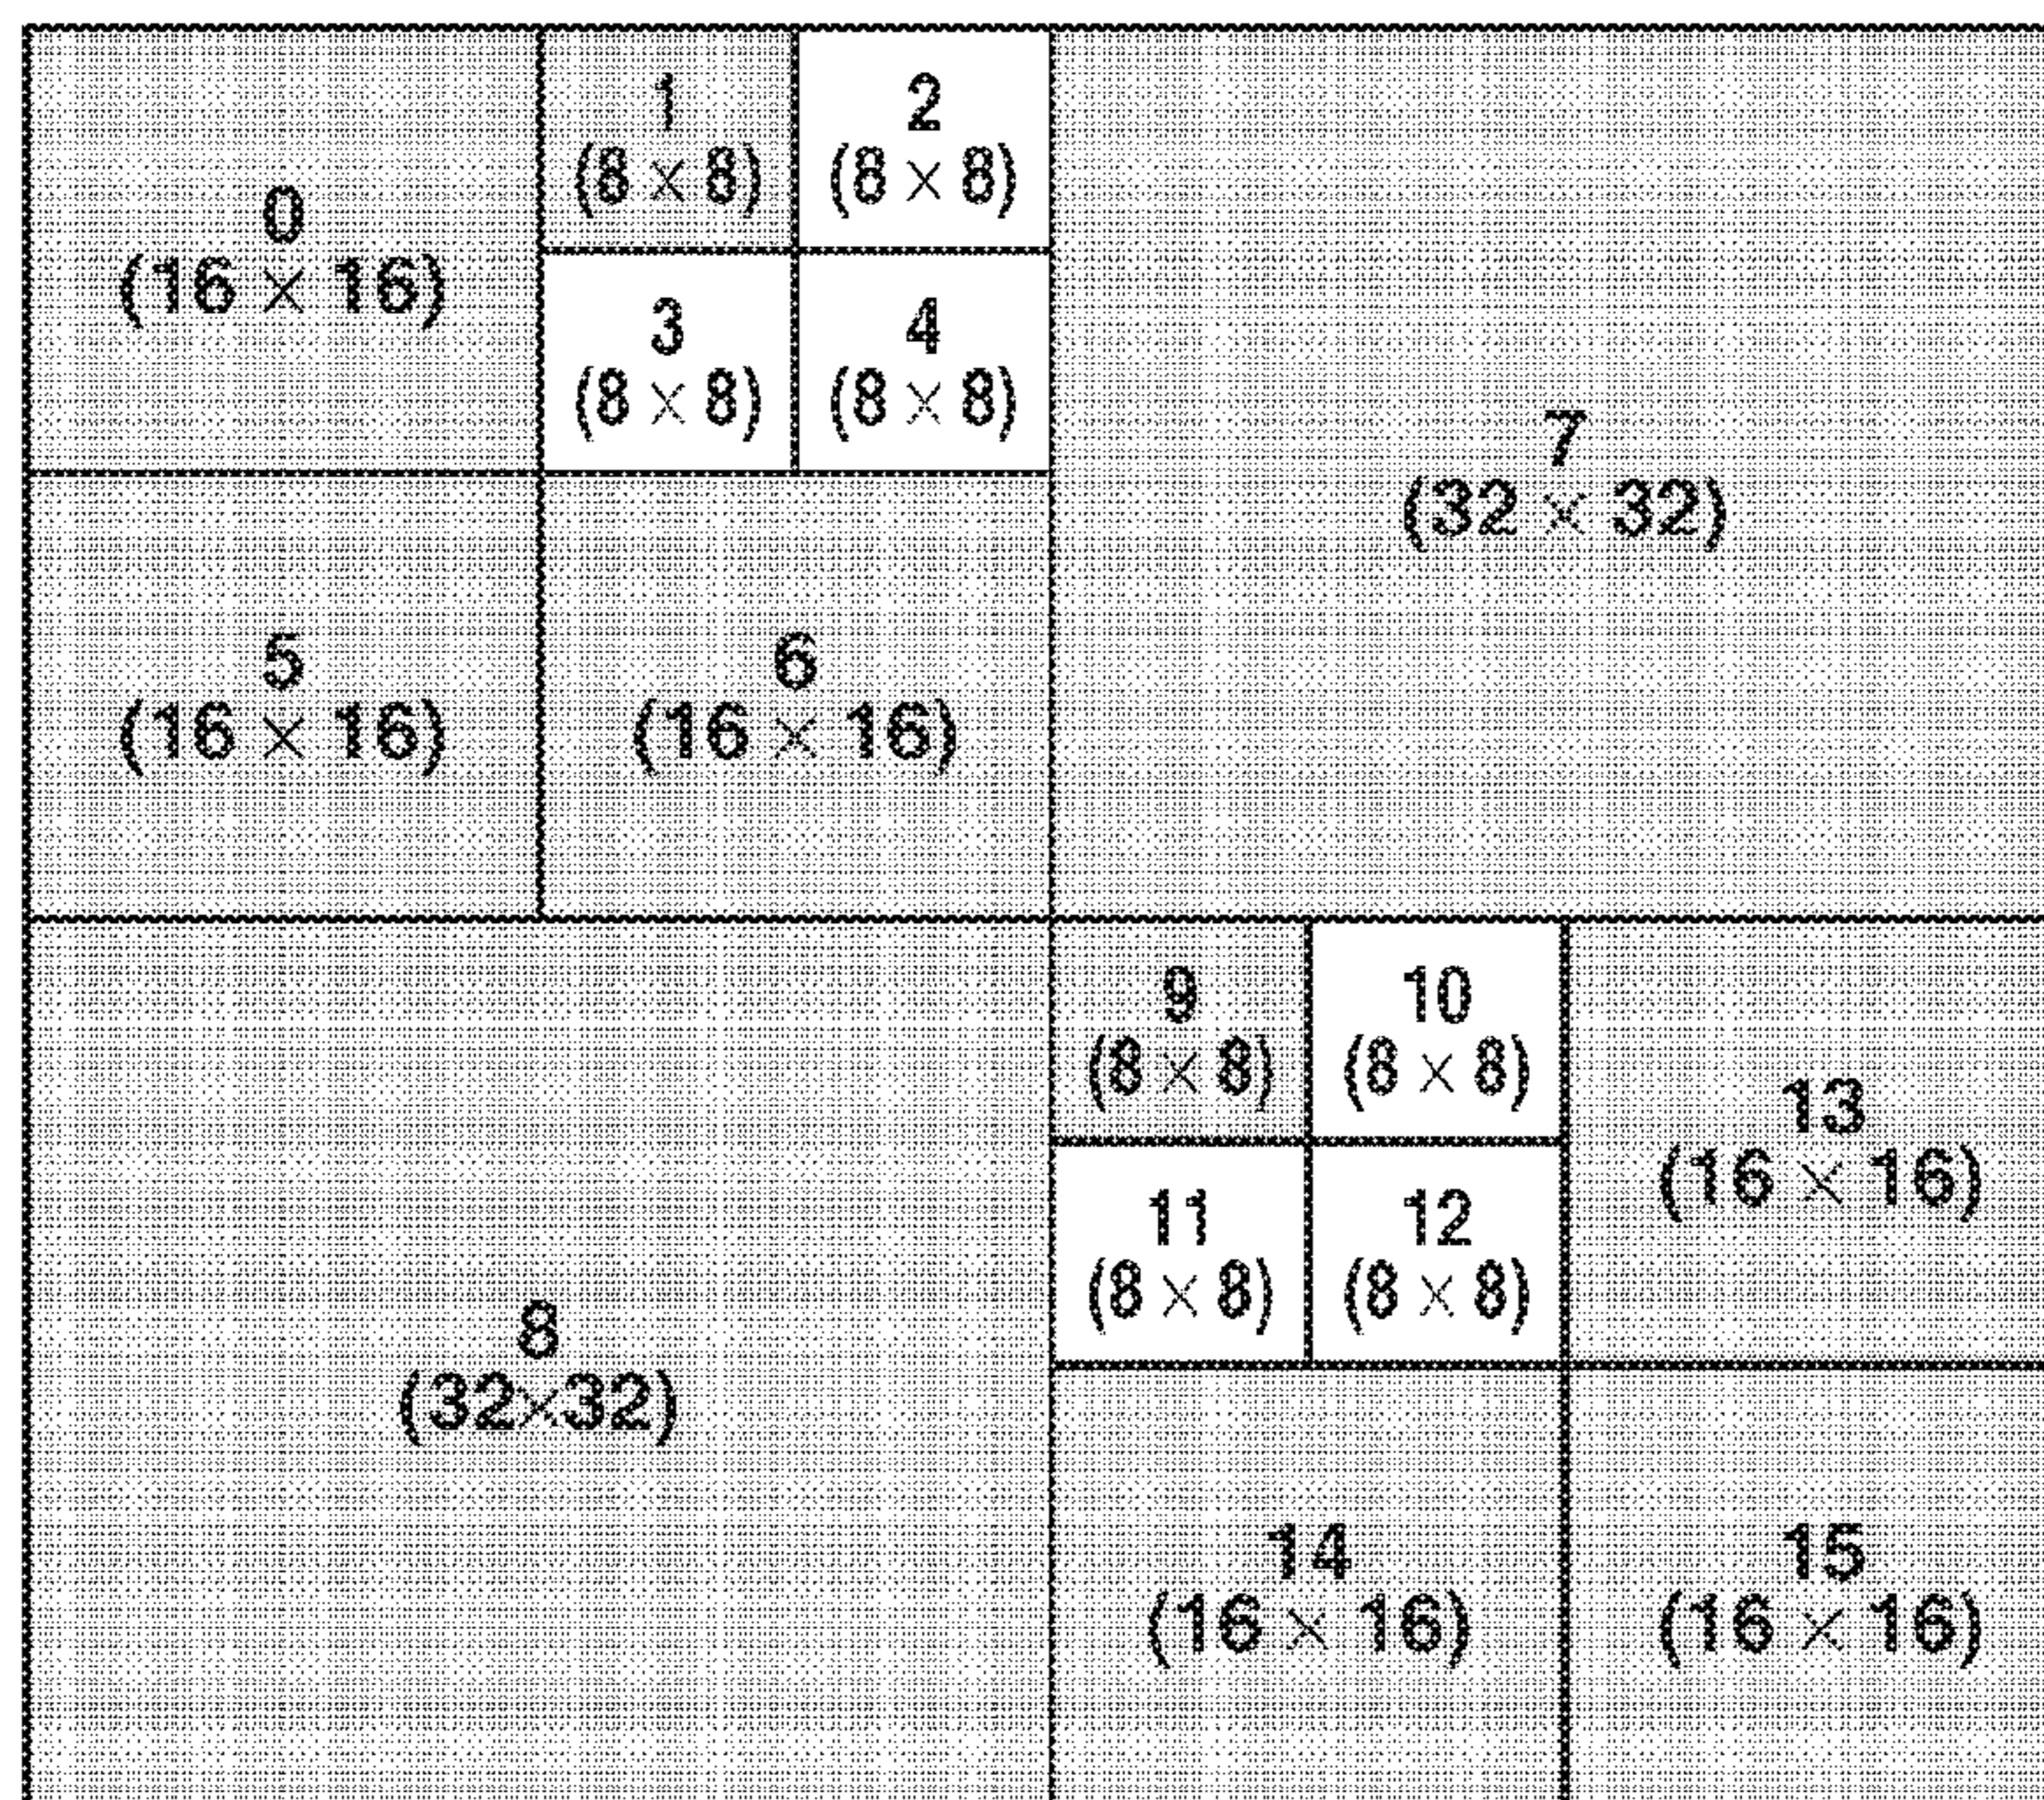 0
(16 × 16)
1
(8 × 8)
2
(8 × 8)
3
(8 × 8)
4
(8 × 8)
5
(16 × 16)
6
(16 × 16)
7
(32 × 32)
8
(32×32)
9
(8 × 8)
10
(8 × 8)
11
(8 × 8)
12
(8 × 8)
13
(16 × 16)
14
(16 × 16)
15
(16 × 16)